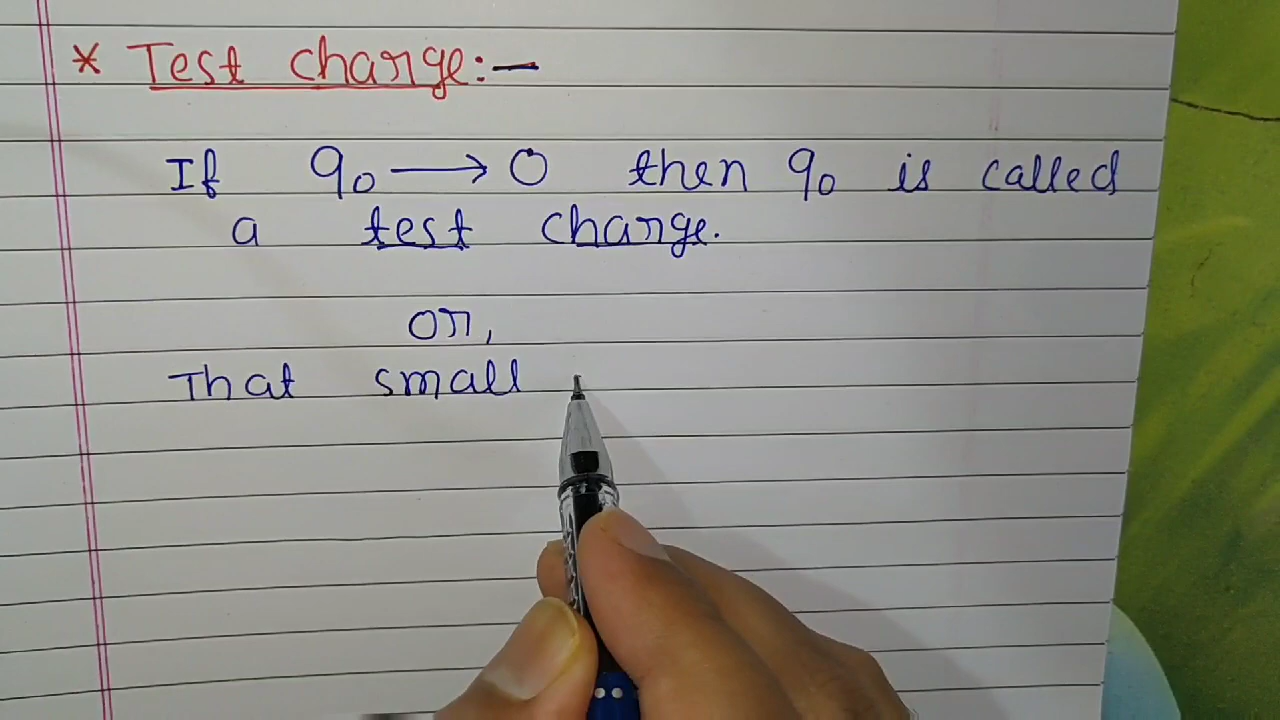 * Test charge:-
If q₀ → 0 then q₀ is called
a test charge.
or,
That small